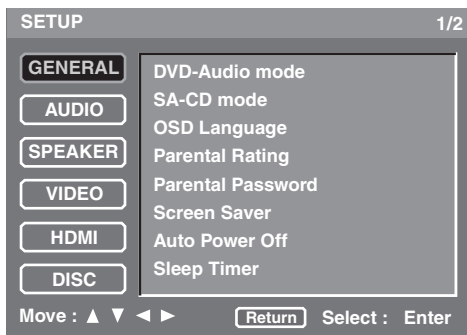 SETUP 1/2
GENERAL
AUDIO
SPEAKER
VIDEO
HDMI
DISC
DVD-Audio mode
SA-CD mode
OSD Language
Parental Rating
Parental Password
Screen Saver
Auto Power Off
Sleep Timer
Move : ▲ ▼ ◄ ► Return Select : Enter